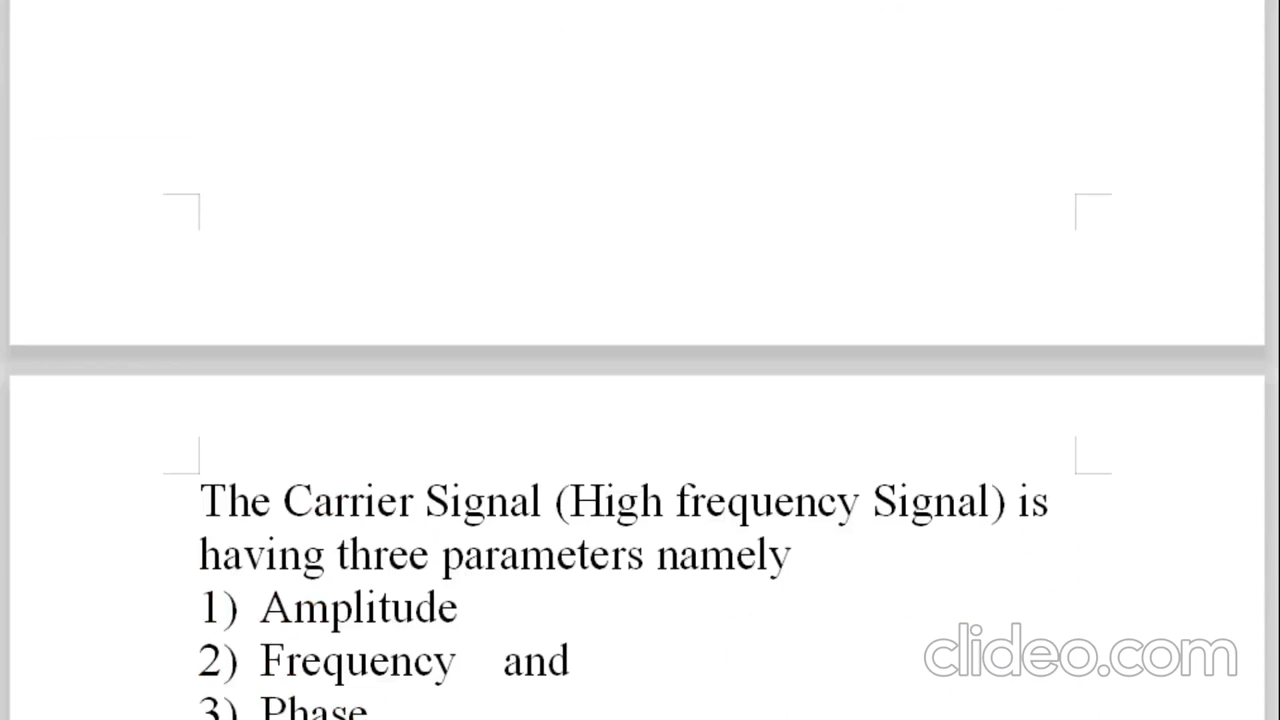 The Carrier Signal (High frequency Signal) is
having three parameters namely
1) Amplitude
2) Frequency and
3) Phase
clideo.com